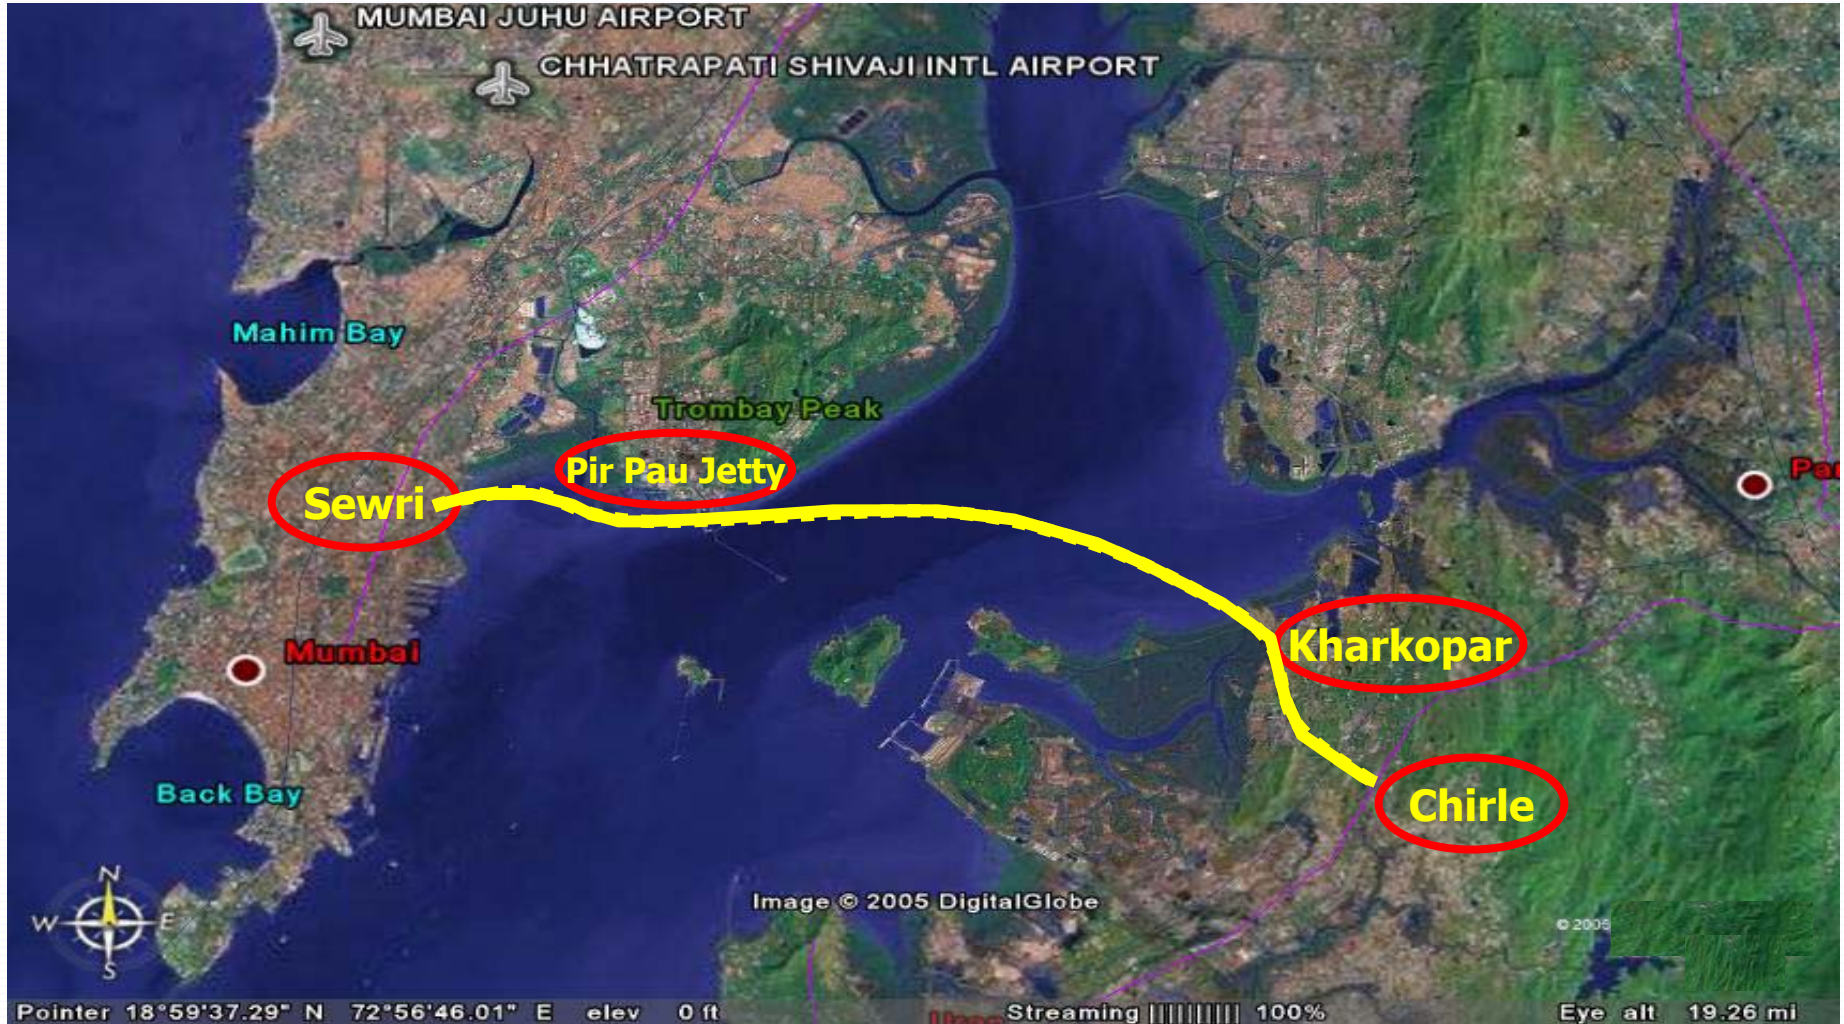 MUMBAI JUHU AIRPORT
CHHATRAPATI SHIVAJI INTL AIRPORT
Mahim Bay
Trombay Peak
Pir Pau Jetty
Sewri
Mumbai
Kharkopar
Back Bay
Chirle
N
W E
S
Image © 2005 DigitalGlobe
© 2005
Pointer 18°59'37.29" N 72°56'46.01" E elev 0 ft Streaming |||||||||| 100% Eye alt 19.26 mi